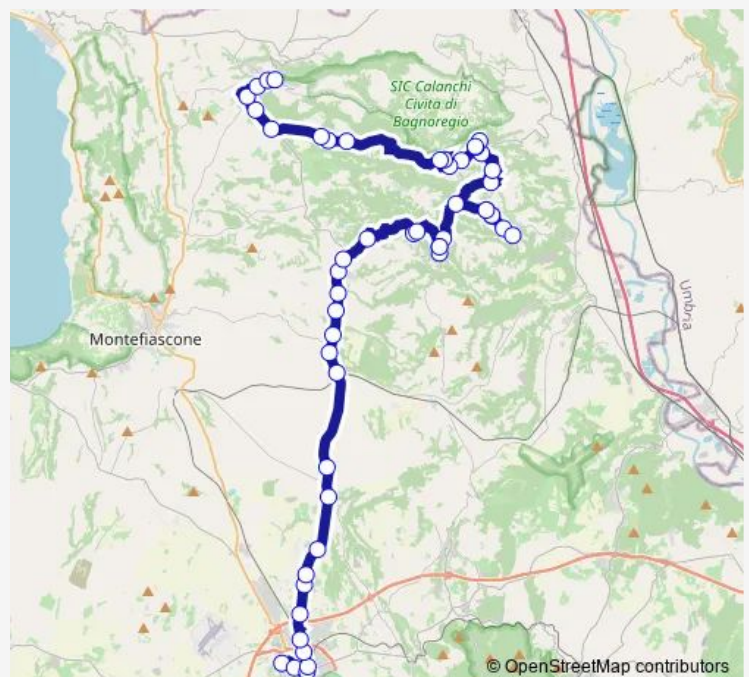 SIC Calanchi
Civita di
Bagnoregio
Umbria
Montefiascone
© OpenStreetMap contributors